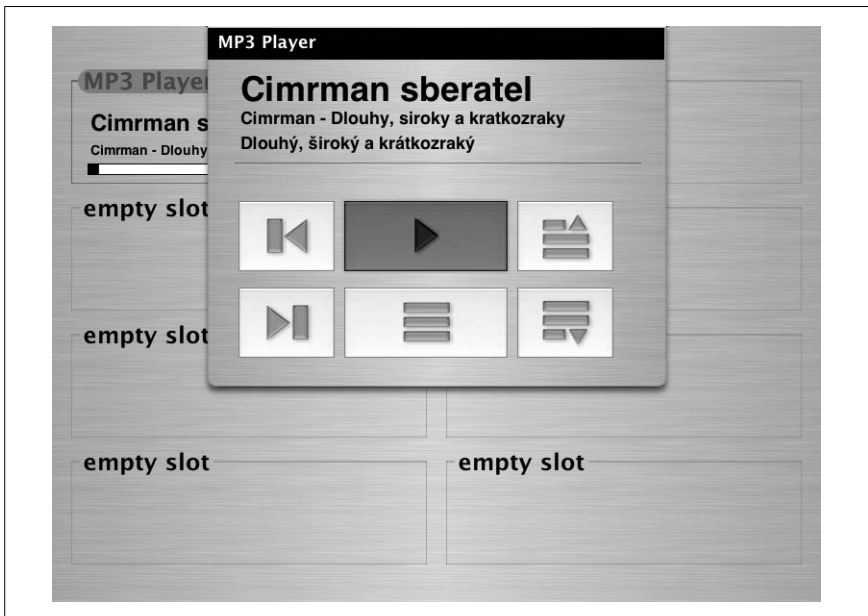 MP3 Player
Cimrman sberatel
Cimrman - Dlouhy, siroky a kratkozraky
Dlouhý, široký a krátkozraký
MP3 Player
Cimrman s
Cimrman - Dlouhy
empty slot
empty slot
empty slot
empty slot